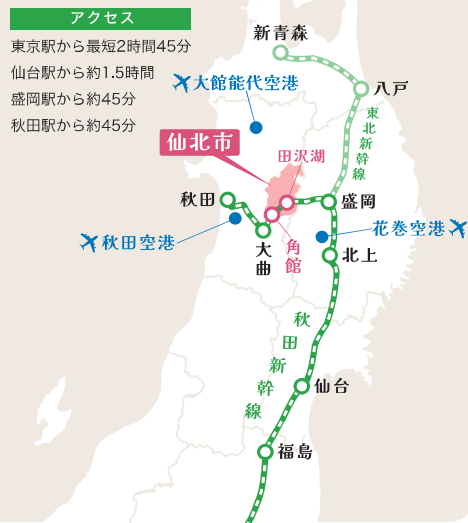 アクセス
東京駅から最短2時間45分
仙台駅から約1.5時間
盛岡駅から約45分
秋田駅から約45分
新青森
八戸
大館能代空港
東北新幹線
仙北市
田沢湖
秋田
盛岡
花巻空港
秋田空港
大曲
角館
北上
秋田新幹線
仙台
福島